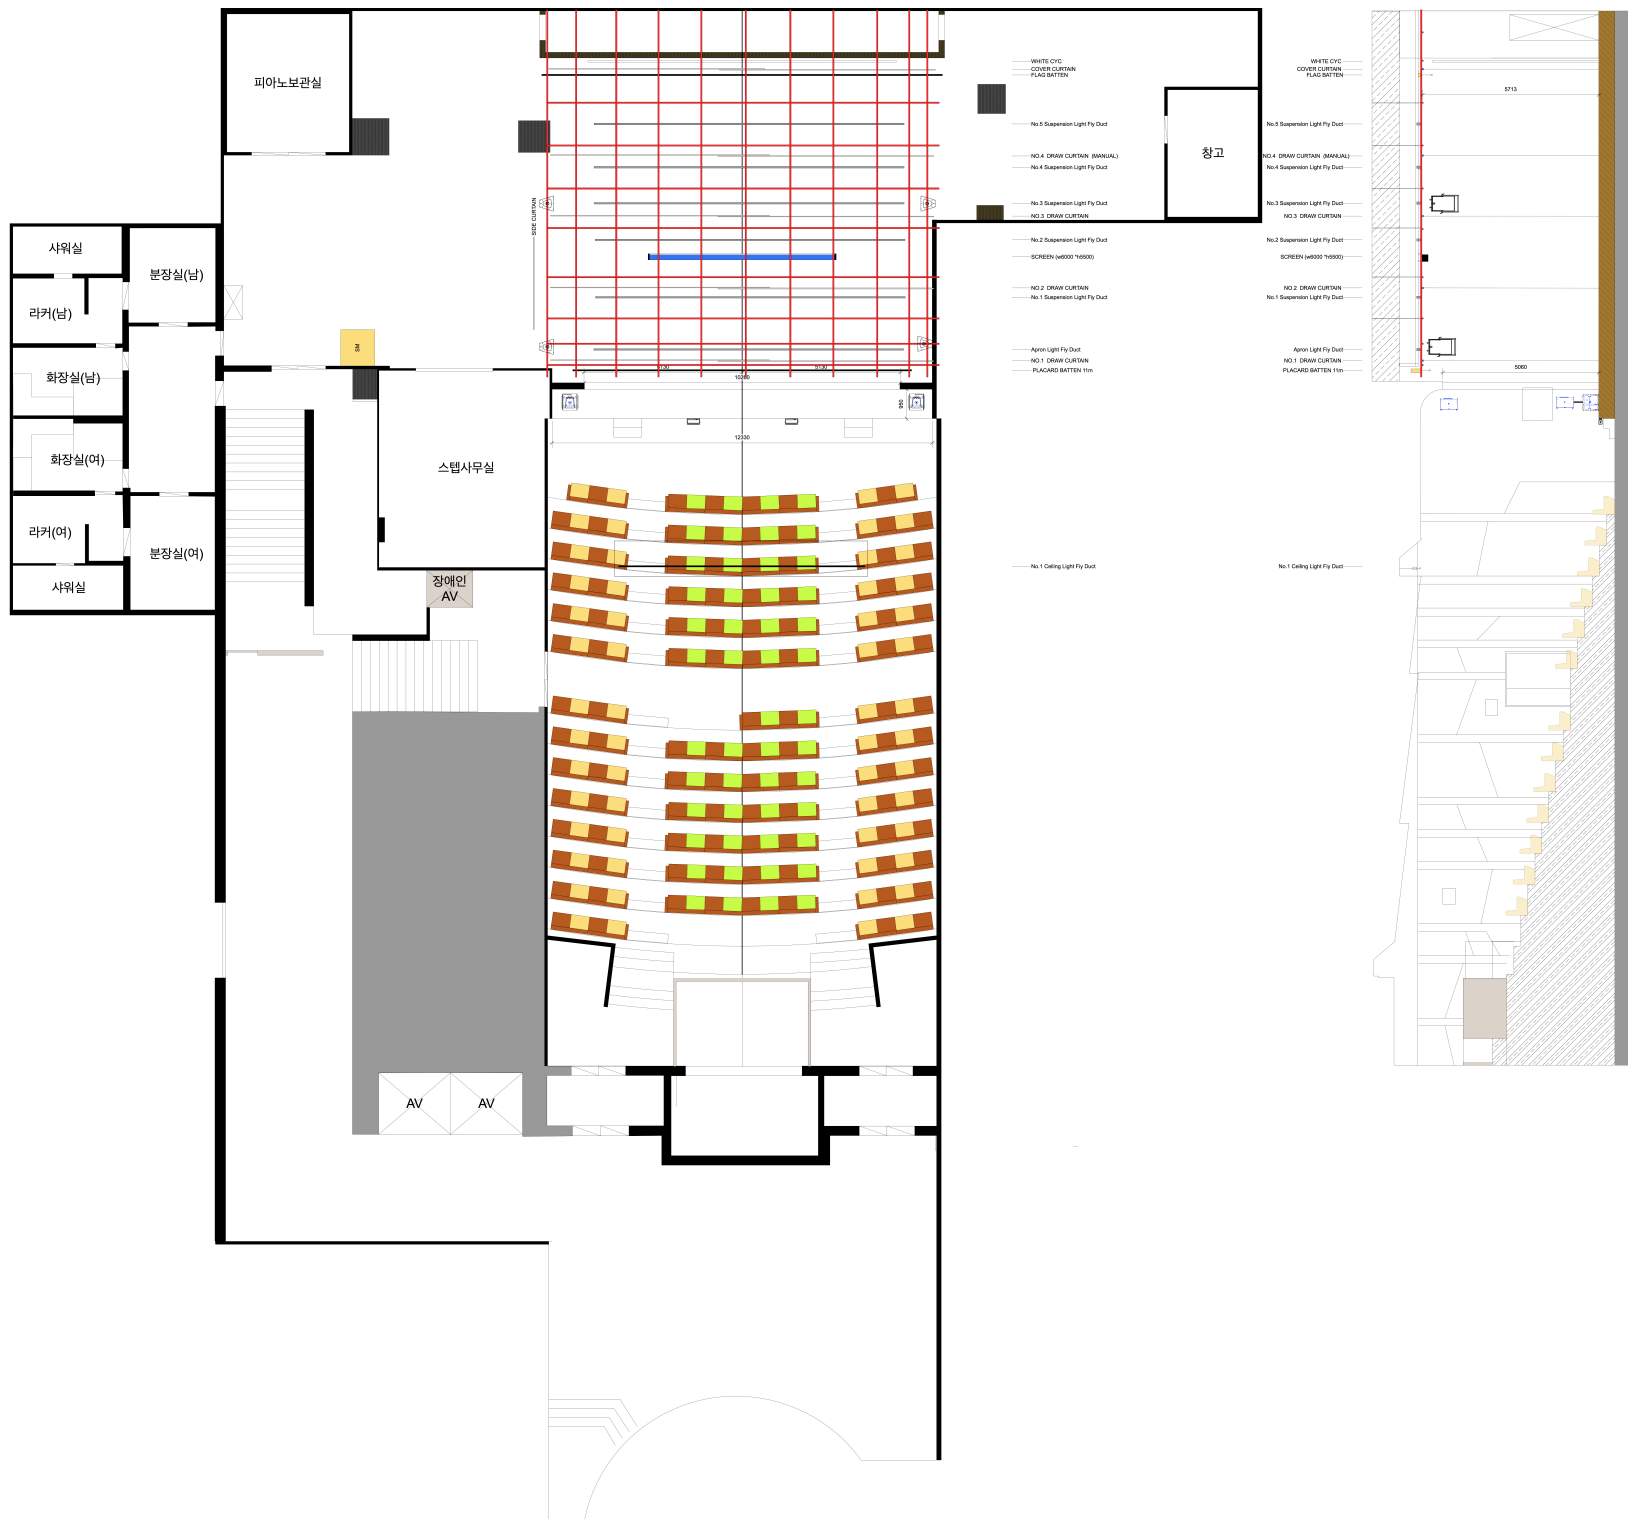 피아노보관실
창고
샤워실
분장실(남)
라커(남)
화장실(남)
화장실(여)
라커(여)
분장실(여)
샤워실
SM
스텝사무실
장애인
AV
AV
AV
SIDE CURTAIN
5130
10260
950
12330
WHITE CYC
COVER CURTAIN
FLAG BATTEN
No.5 Suspension Light Fly Duct
NO.4 DRAW CURTAIN (MANUAL)
No.4 Suspension Light Fly Duct
No.3 Suspension Light Fly Duct
NO.3 DRAW CURTAIN
No.2 Suspension Light Fly Duct
SCREEN (w6000 *h5500)
NO.2 DRAW CURTAIN
No.1 Suspension Light Fly Duct
Apron Light Fly Duct
NO.1 DRAW CURTAIN
PLACARD BATTEN 11m
No.1 Ceiling Light Fly Duct
WHITE CYC
COVER CURTAIN
FLAG BATTEN
No.5 Suspension Light Fly Duct
NO.4 DRAW CURTAIN (MANUAL)
No.4 Suspension Light Fly Duct
No.3 Suspension Light Fly Duct
NO.3 DRAW CURTAIN
No.2 Suspension Light Fly Duct
SCREEN (w6000 *h5500)
NO.2 DRAW CURTAIN
No.1 Suspension Light Fly Duct
Apron Light Fly Duct
NO.1 DRAW CURTAIN
PLACARD BATTEN 11m
No.1 Ceiling Light Fly Duct
5713
5060